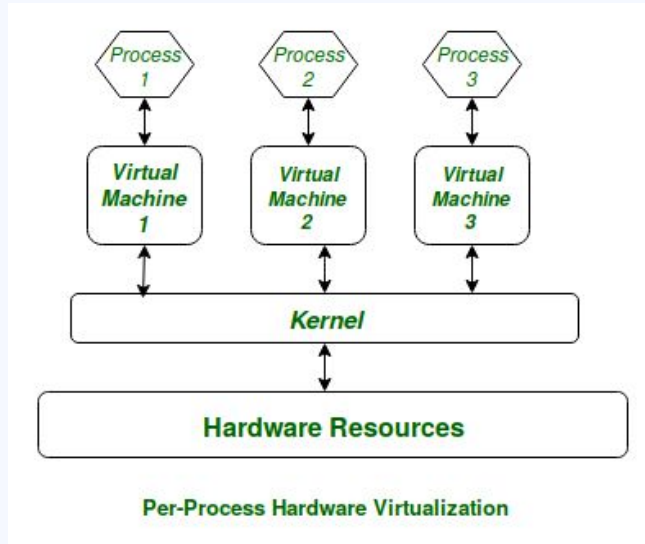 Process
1
Process
2
Process
3
Virtual
Machine
1
Virtual
Machine
2
Virtual
Machine
3
Kernel
Hardware Resources
Per-Process Hardware Virtualization